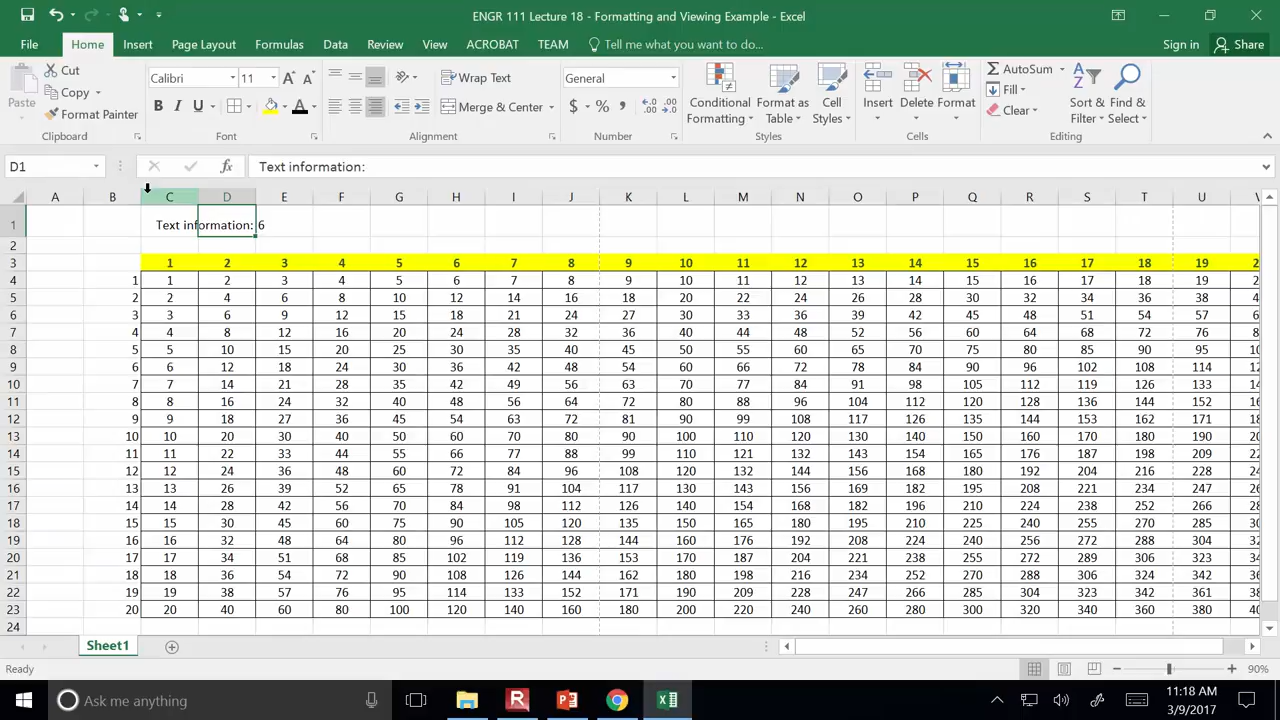 ENGR 111 Lecture 18 - Formatting and Viewing Example - Excel
File Home Insert Page Layout Formulas Data Review View ACROBAT TEAM Tell me what you want to do... Sign in Share
Paste Cut Copy Format Painter Clipboard
Calibri 11 B I U A Font
Wrap Text Merge & Center Alignment
General $ % , Number
Conditional Formatting Format as Table Cell Styles Styles
Insert Delete Format Cells
AutoSum Fill Clear Sort & Filter Find & Select Editing
D1 fx Text information:
A B C D E F G H I J K L M N O P Q R S T U V
1 Text information: 6
2
3 1 2 3 4 5 6 7 8 9 10 11 12 13 14 15 16 17 18 19 2
4 1 1 2 3 4 5 6 7 8 9 10 11 12 13 14 15 16 17 18 19 2
5 2 2 4 6 8 10 12 14 16 18 20 22 24 26 28 30 32 34 36 38 4
6 3 3 6 9 12 15 18 21 24 27 30 33 36 39 42 45 48 51 54 57 6
7 4 4 8 12 16 20 24 28 32 36 40 44 48 52 56 60 64 68 72 76 8
8 5 5 10 15 20 25 30 35 40 45 50 55 60 65 70 75 80 85 90 95 10
9 6 6 12 18 24 30 36 42 48 54 60 66 72 78 84 90 96 102 108 114 12
10 7 7 14 21 28 35 42 49 56 63 70 77 84 91 98 105 112 119 126 133 14
11 8 8 16 24 32 40 48 56 64 72 80 88 96 104 112 120 128 136 144 152 16
12 9 9 18 27 36 45 54 63 72 81 90 99 108 117 126 135 144 153 162 171 18
13 10 10 20 30 40 50 60 70 80 90 100 110 120 130 140 150 160 170 180 190 20
14 11 11 22 33 44 55 66 77 88 99 110 121 132 143 154 165 176 187 198 209 22
15 12 12 24 36 48 60 72 84 96 108 120 132 144 156 168 180 192 204 216 228 24
16 13 13 26 39 52 65 78 91 104 117 130 143 156 169 182 195 208 221 234 247 26
17 14 14 28 42 56 70 84 98 112 126 140 154 168 182 196 210 224 238 252 266 28
18 15 15 30 45 60 75 90 105 120 135 150 165 180 195 210 225 240 255 270 285 30
19 16 16 32 48 64 80 96 112 128 144 160 176 192 208 224 240 256 272 288 304 32
20 17 17 34 51 68 85 102 119 136 153 170 187 204 221 238 255 272 289 306 323 34
21 18 18 36 54 72 90 108 126 144 162 180 198 216 234 252 270 288 306 324 342 36
22 19 19 38 57 76 95 114 133 152 171 190 209 228 247 266 285 304 323 342 361 38
23 20 20 40 60 80 100 120 140 160 180 200 220 240 260 280 300 320 340 360 380 40
24
Sheet1
Ready 90%
Ask me anything
11:18 AM
3/9/2017